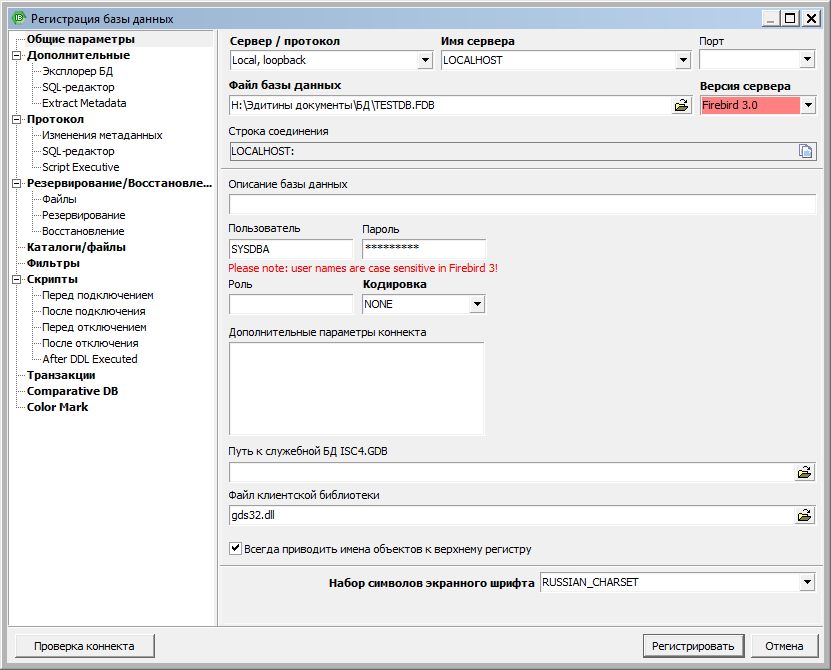 Регистрация базы данных
Общие параметры
Дополнительные
Эксплорер БД
SQL-редактор
Extract Metadata
Протокол
Изменения метаданных
SQL-редактор
Script Executive
Резервирование/Восстановле...
Файлы
Резервирование
Восстановление
Каталоги/файлы
Фильтры
Скрипты
Перед подключением
После подключения
Перед отключением
После отключения
After DDL Executed
Транзакции
Comparative DB
Color Mark
Сервер / протокол Имя сервера Порт
Local, loopback LOCALHOST
Файл базы данных Версия сервера
H:\Эдитины документы\БД\TESTDB.FDB Firebird 3.0
Строка соединения
LOCALHOST:
Описание базы данных
Пользователь Пароль
SYSDBA *********
Please note: user names are case sensitive in Firebird 3!
Роль Кодировка
NONE
Дополнительные параметры коннекта
Путь к служебной БД ISC4.GDB
Файл клиентской библиотеки
gds32.dll
Всегда приводить имена объектов к верхнему регистру
Набор символов экранного шрифта RUSSIAN_CHARSET
Проверка коннекта Регистрировать Отмена